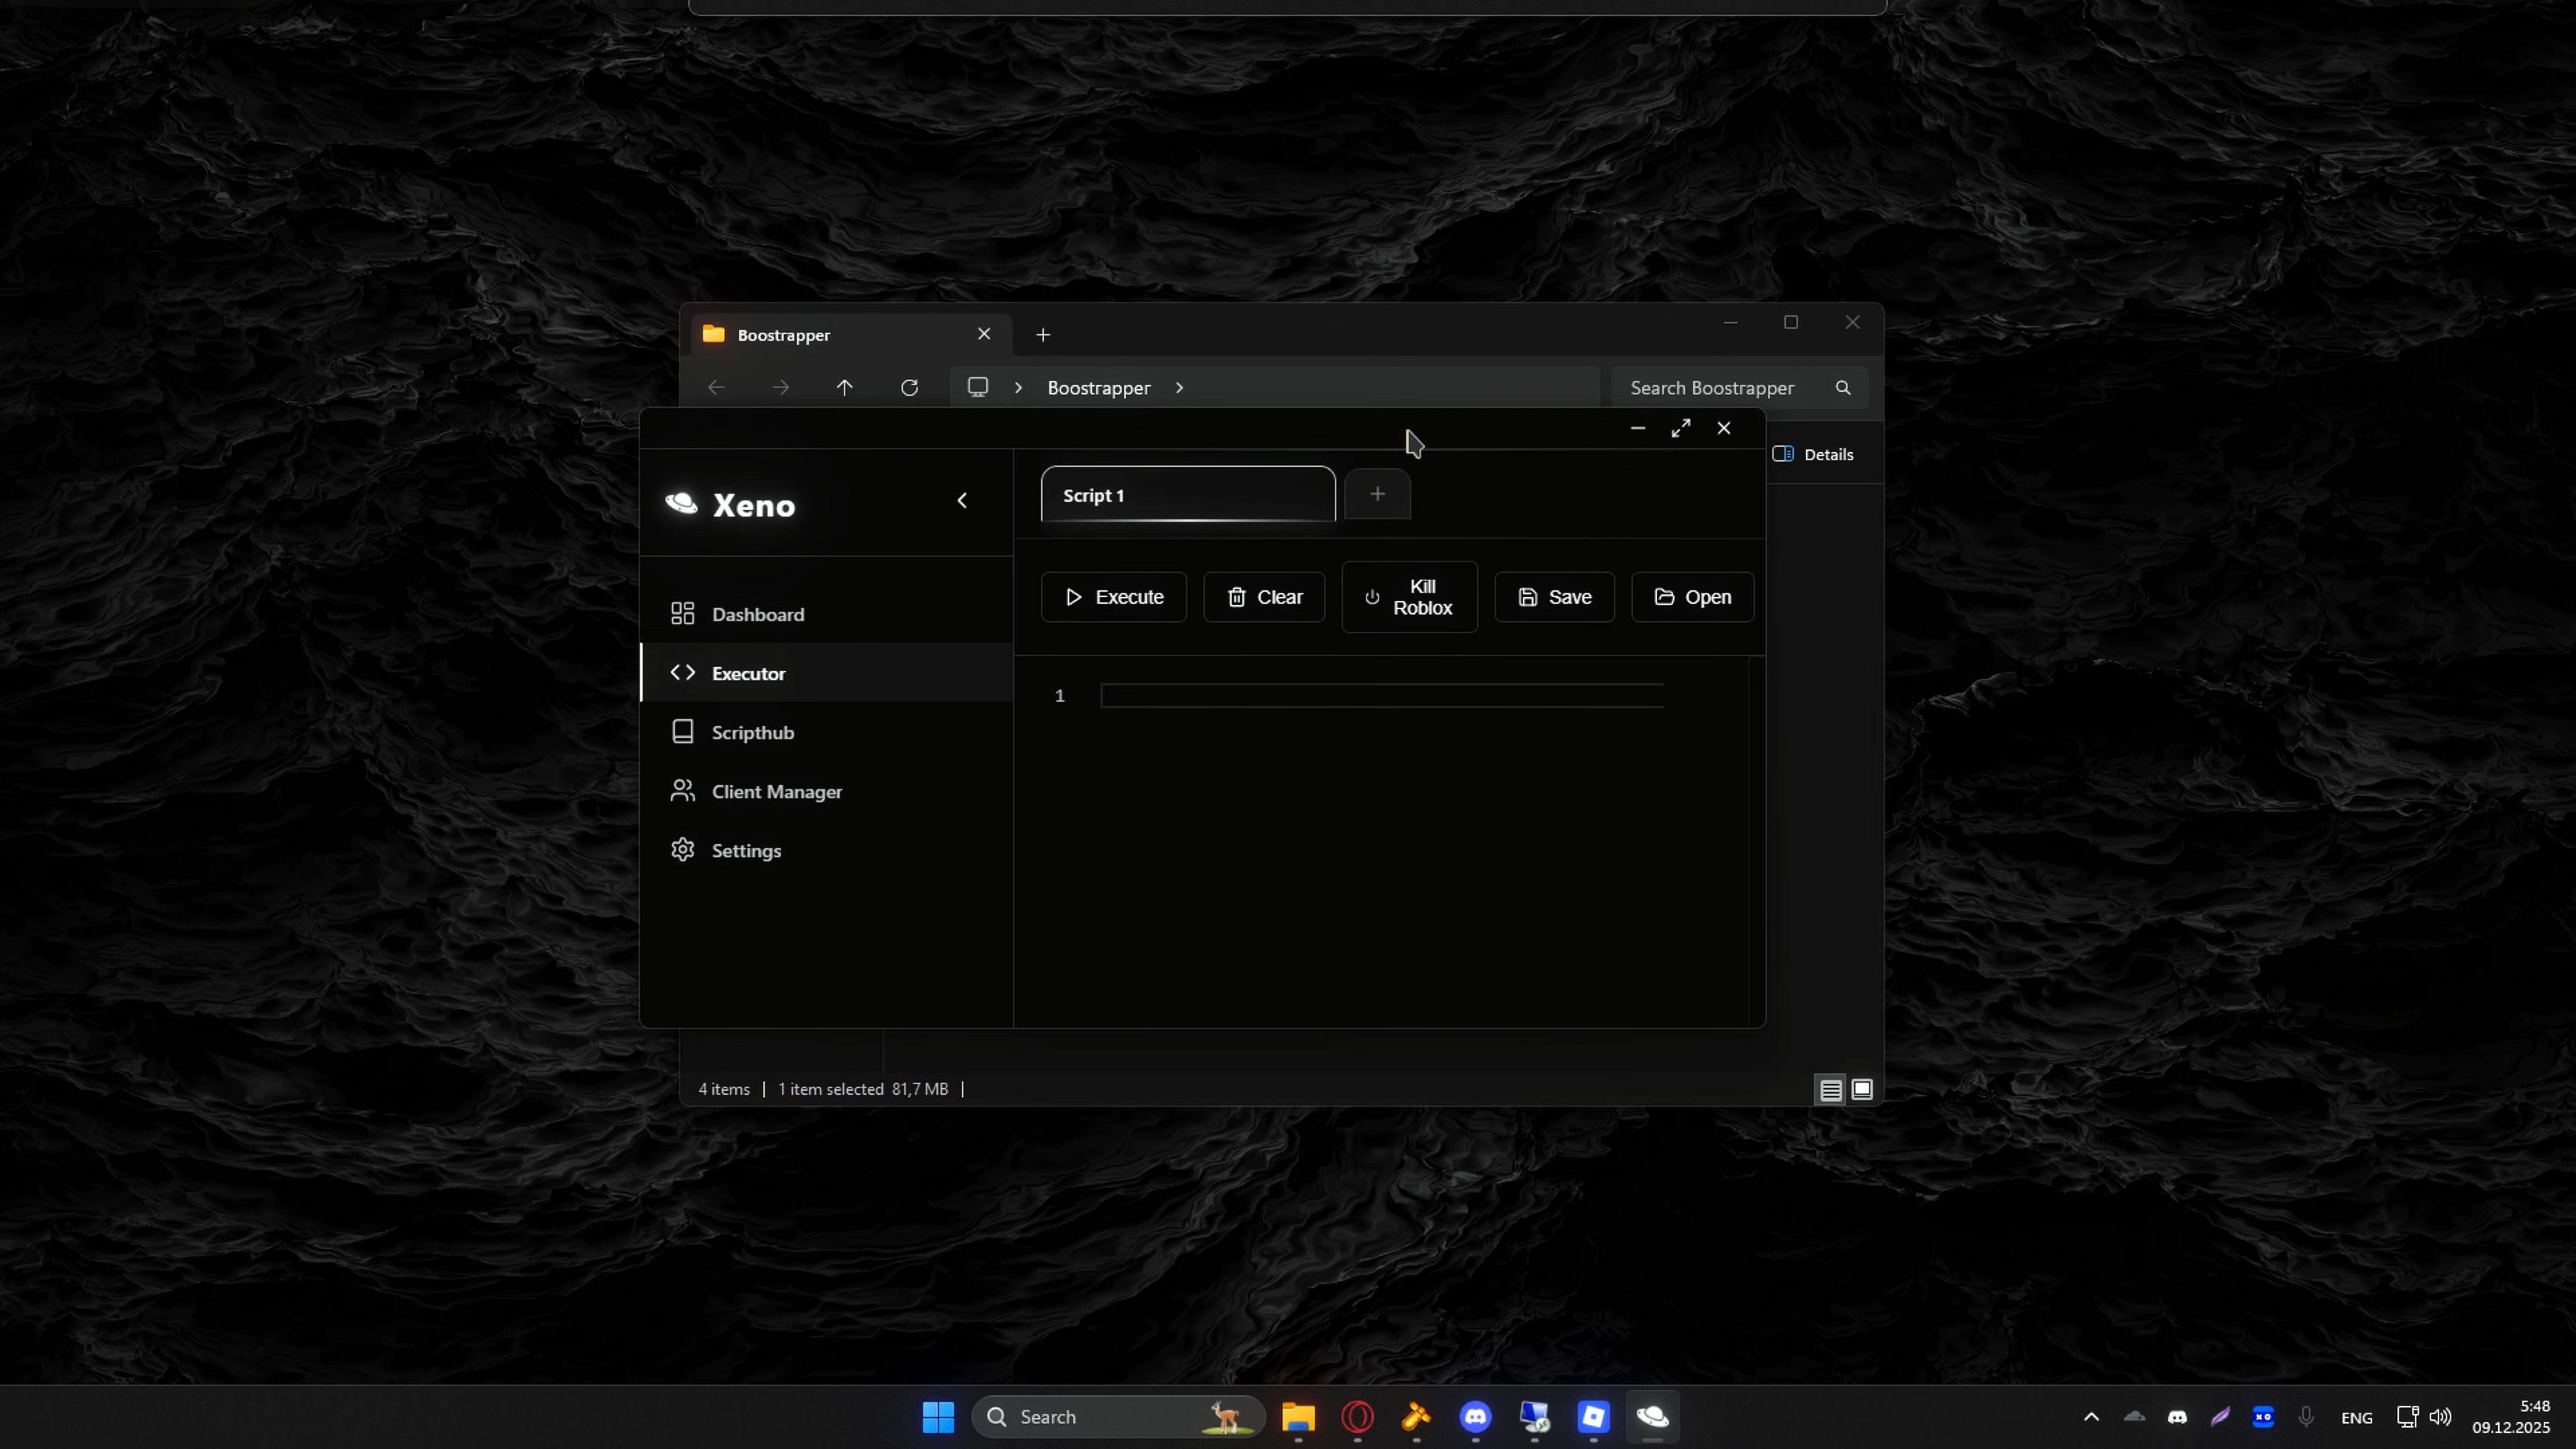 Boostrapper
Boostrapper
Search Boostrapper
Details
Xeno
Script 1
Execute
Clear
Kill
Roblox
Save
Open
Dashboard
Executor
Scripthub
Client Manager
Settings
1
4 items
1 item selected 81,7 MB
Search
ENG
5:48
09.12.2025